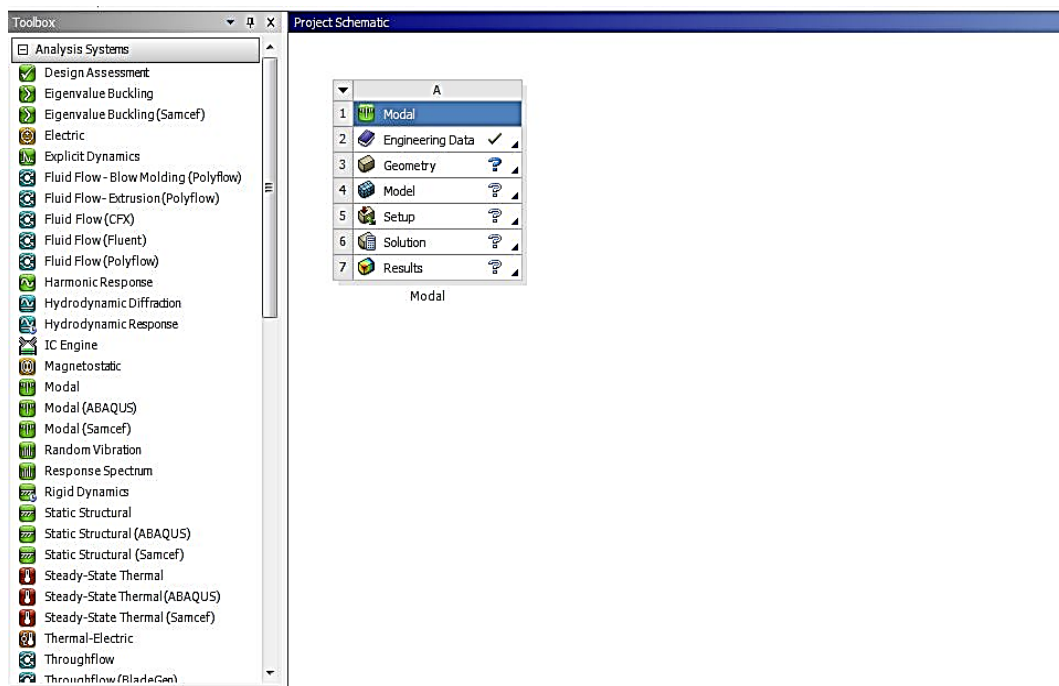 Toolbox
Analysis Systems
Design Assessment
Eigenvalue Buckling
Eigenvalue Buckling (Samcef)
Electric
Explicit Dynamics
Fluid Flow - Blow Molding (Polyflow)
Fluid Flow - Extrusion (Polyflow)
Fluid Flow (CFX)
Fluid Flow (Fluent)
Fluid Flow (Polyflow)
Harmonic Response
Hydrodynamic Diffraction
Hydrodynamic Response
IC Engine
Magnetostatic
Modal
Modal (ABAQUS)
Modal (Samcef)
Random Vibration
Response Spectrum
Rigid Dynamics
Static Structural
Static Structural (ABAQUS)
Static Structural (Samcef)
Steady-State Thermal
Steady-State Thermal (ABAQUS)
Steady-State Thermal (Samcef)
Thermal-Electric
Throughflow
Throughflow (BladeGen)
Project Schematic
A
1 Modal
2 Engineering Data
3 Geometry ?
4 Model ?
5 Setup ?
6 Solution ?
7 Results ?
Modal